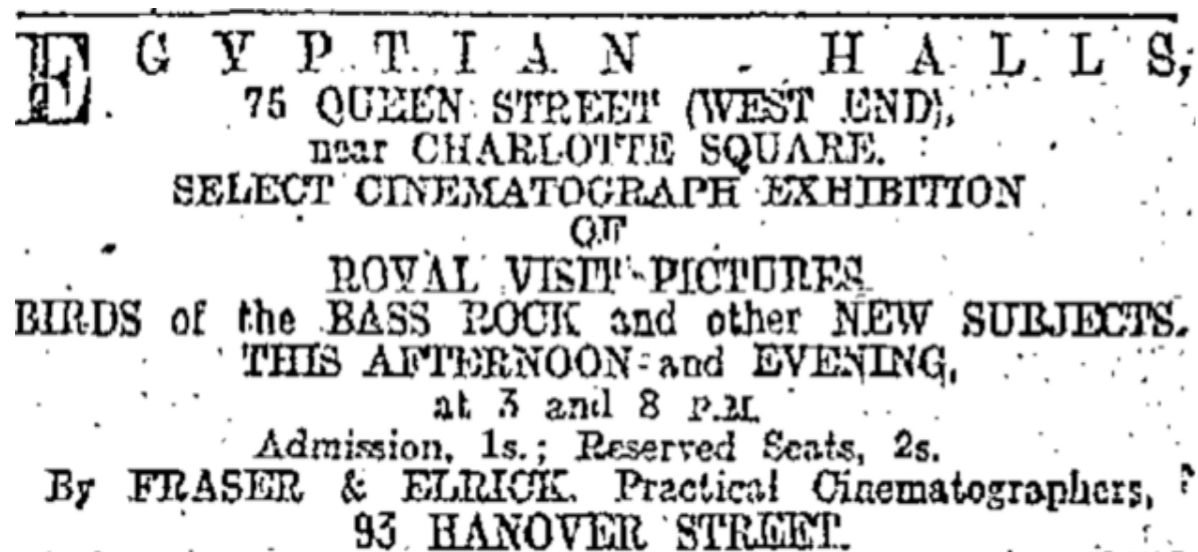 EGYPTIAN HALLS,
75 QUEEN STREET (WEST END),
near CHARLOTTE SQUARE.
SELECT CINEMATOGRAPH EXHIBITION
OF
ROYAL VISIT PICTURES
BIRDS of the BASS ROCK and other NEW SUBJECTS.
THIS AFTERNOON and EVENING,
at 3 and 8 P.M.
Admission, 1s.; Reserved Seats, 2s.
By FRASER & ELRICK, Practical Cinematographers,
93 HANOVER STREET.